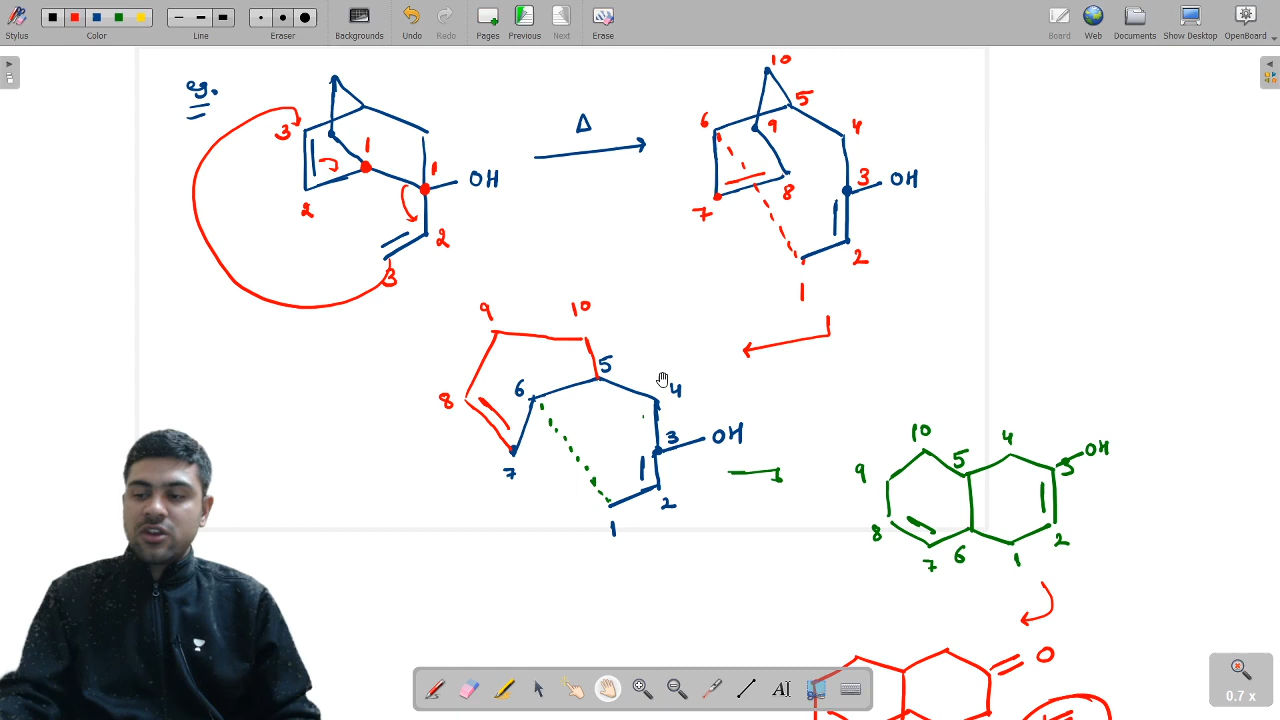 Stylus
Color
Line
Eraser
Backgrounds
Undo
Redo
Pages
Previous
Next
Erase
Board
Web
Documents
Show Desktop
OpenBoard
eg.
3
1
1
OH
2
2
3
Δ
10
5
6
9
4
3
OH
8
7
2
1
9
10
5
6
4
8
3
OH
7
2
1
10
5
4
OH
9
3
8
2
7
6
1
O
AI
0.7 x